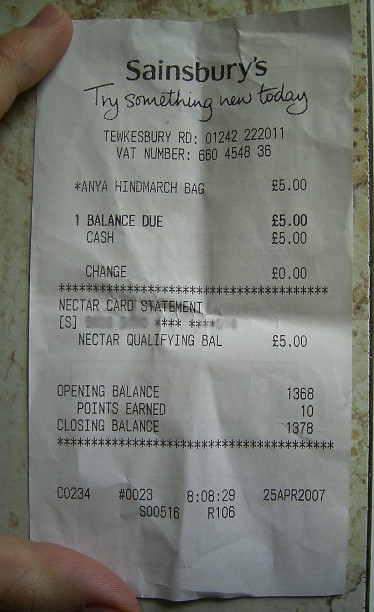 Sainsbury's
Try something new today
TEWKESBURY RD: 01242 222011
VAT NUMBER: 660 4548 36
*ANYA HINDMARCH BAG £5.00
1 BALANCE DUE £5.00
CASH £5.00
CHANGE £0.00
****************************************
NECTAR CARD STATEMENT
[S] **** ****
NECTAR QUALIFYING BAL £5.00
OPENING BALANCE 1368
POINTS EARNED 10
CLOSING BALANCE 1378
****************************************
C0234 #0023 8:08:29 25APR2007
S00516 R106